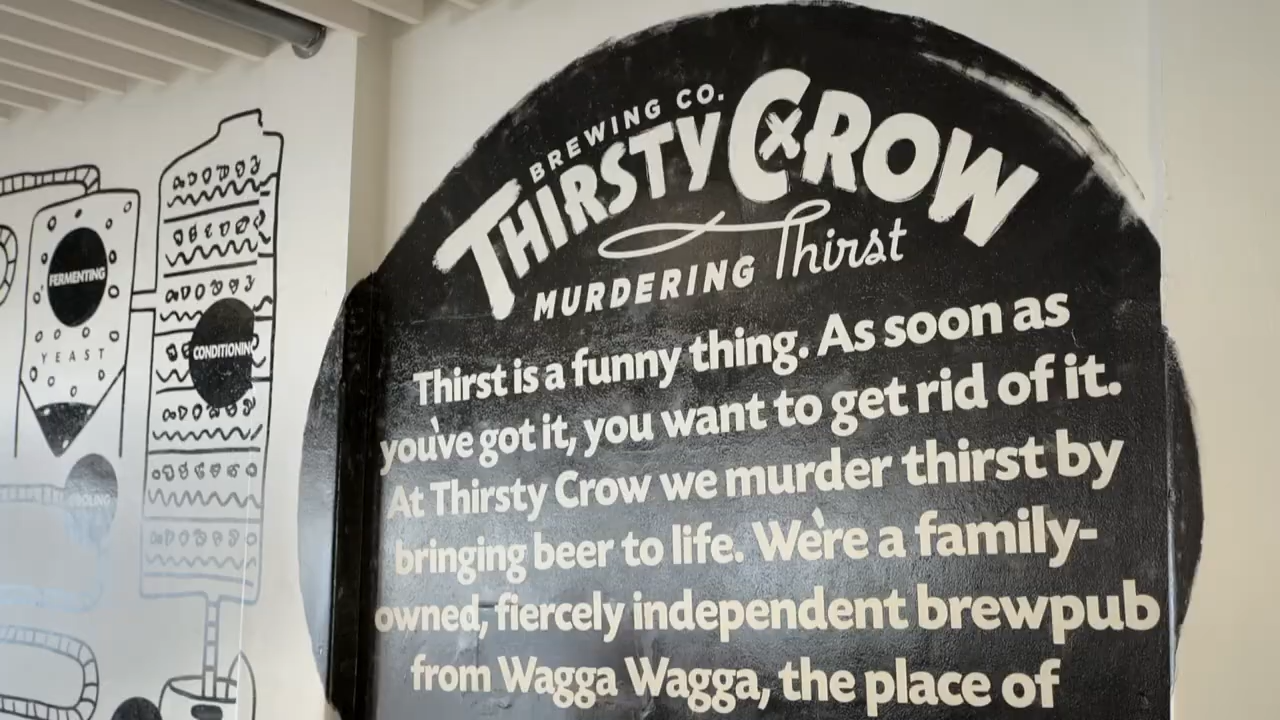 BREWING CO.
THIRSTY CROW
MURDERING Thirst
Thirst is a funny thing. As soon as
you've got it, you want to get rid of it.
At Thirsty Crow we murder thirst by
bringing beer to life. We're a family-
owned, fiercely independent brewpub
from Wagga Wagga, the place of
FERMENTING
YEAST
CONDITIONING